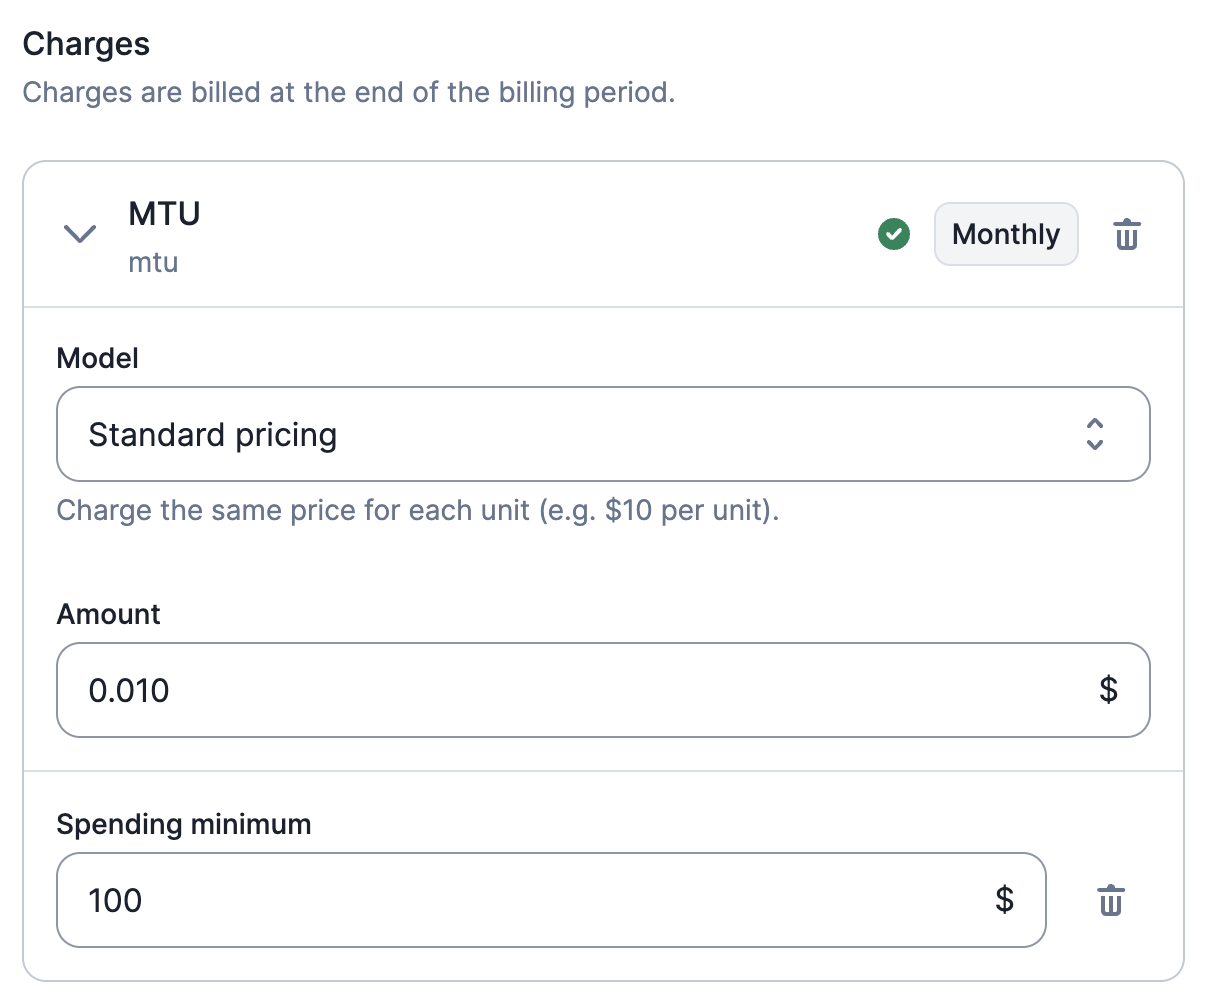 Charges
Charges are billed at the end of the billing period.
MTU
mtu
Monthly
Model
Standard pricing
Charge the same price for each unit (e.g. $10 per unit).
Amount
0.010 $
Spending minimum
100 $